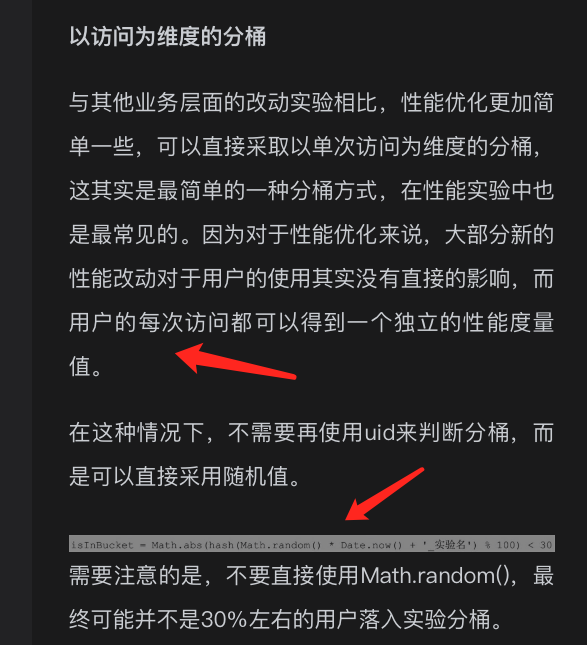 以访问为维度的分桶
与其他业务层面的改动实验相比，性能优化更加简
单一些，可以直接采取以单次访问为维度的分桶，
这其实是最简单的一种分桶方式，在性能实验中也
是最常见的。因为对于性能优化来说，大部分新的
性能改动对于用户的使用其实没有直接的影响，而
用户的每次访问都可以得到一个独立的性能度量
值。
在这种情况下，不需要再使用uid来判断分桶，而
是可以直接采用随机值。
isInBucket = Math.abs(hash(Math.random() * Date.now() + '_实验名') % 100) < 30
需要注意的是，不要直接使用Math.random()，最
终可能并不是30%左右的用户落入实验分桶。